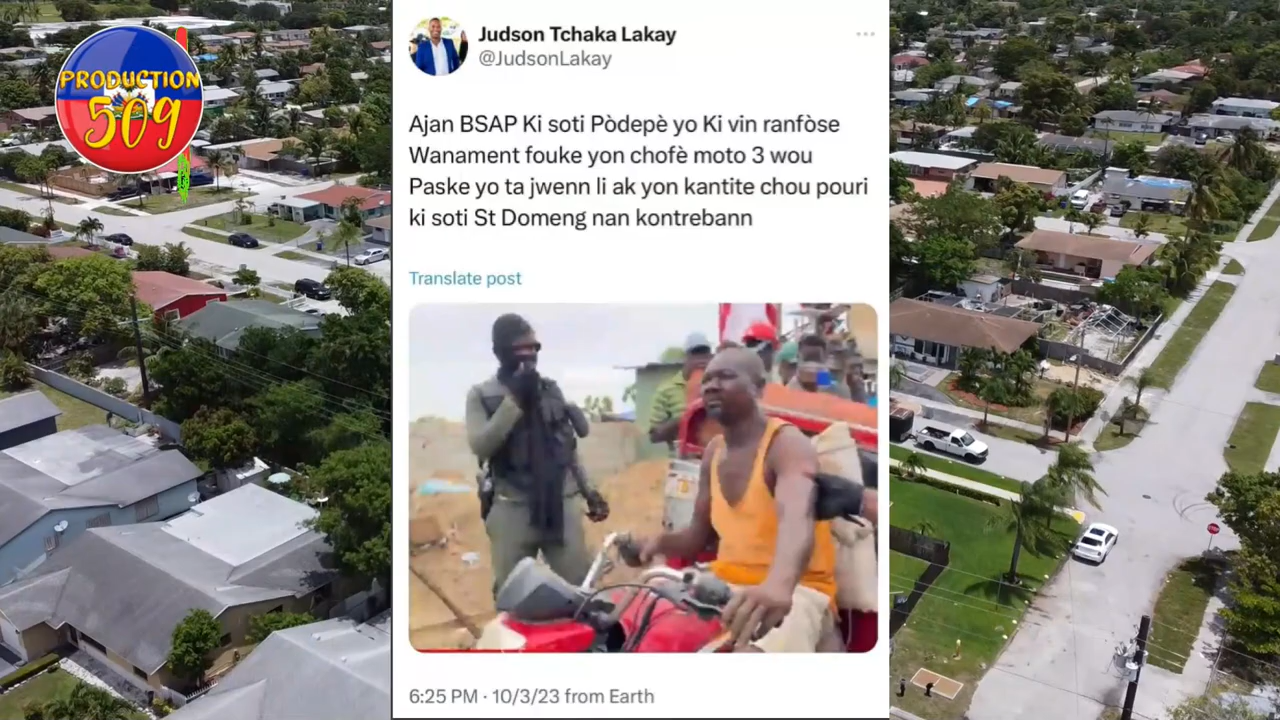 PRODUCTION
509
Judson Tchaka Lakay
@JudsonLakay
Ajan BSAP Ki soti Pòdepè yo Ki vin ranfòse
Wanament fouke yon chofè moto 3 wou
Paske yo ta jwenn li ak yon kantite chou pouri
ki soti St Domeng nan kontrebann
Translate post
6:25 PM · 10/3/23 from Earth